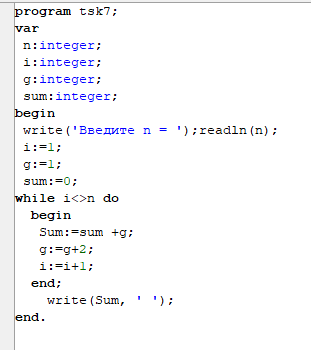 program tsk7;
var
n:integer;
i:integer;
g:integer;
sum:integer;
begin
write('Введите n = ');readln(n);
i:=1;
g:=1;
sum:=0;
while i<>n do
begin
Sum:=sum +g;
g:=g+2;
i:=i+1;
end;
write(Sum, ' ');
end.